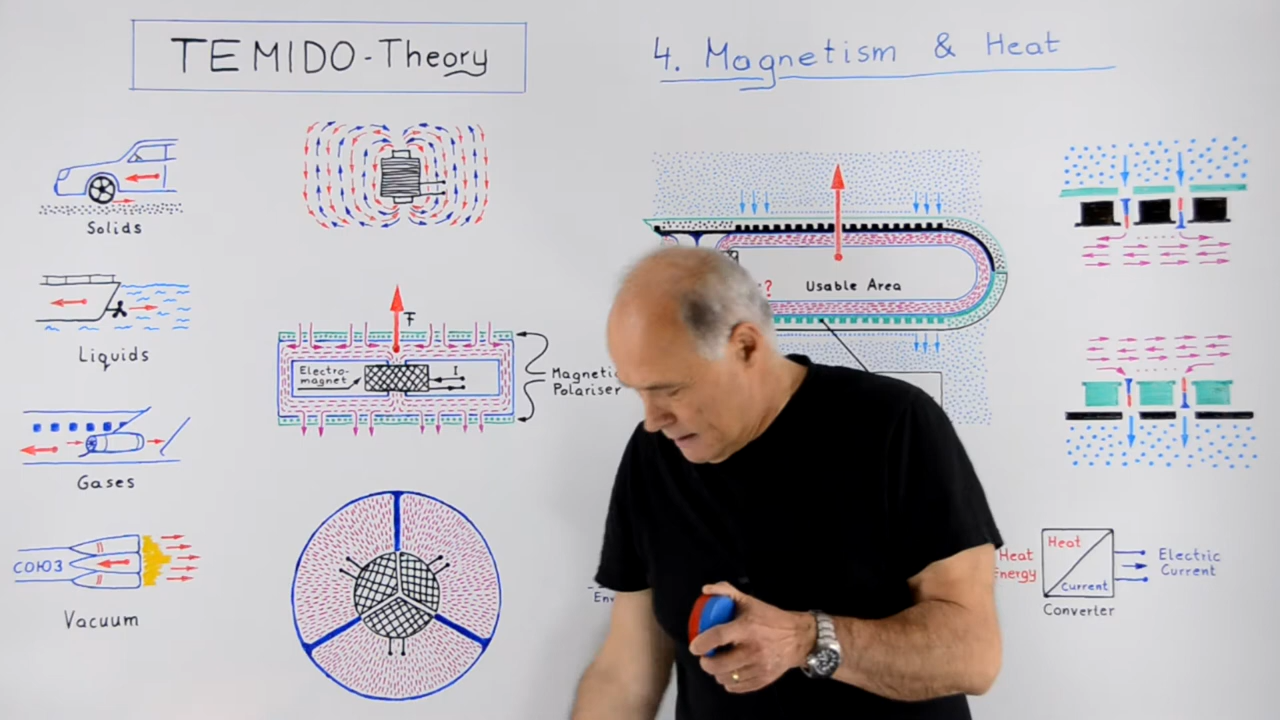 TEMIDO-Theory
4. Magnetism & Heat
Solids
Liquids
Gases
СОЮЗ
Vacuum
F
Electro-
magnet
I
Magnetic
Polariser
?
Usable Area
Heat
Energy
Heat
Current
Converter
Electric
Current